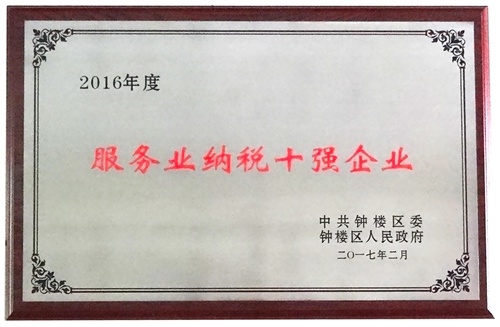 2016年度
服务业纳税十强企业
中共钟楼区委
钟楼区人民政府
二〇一七年二月